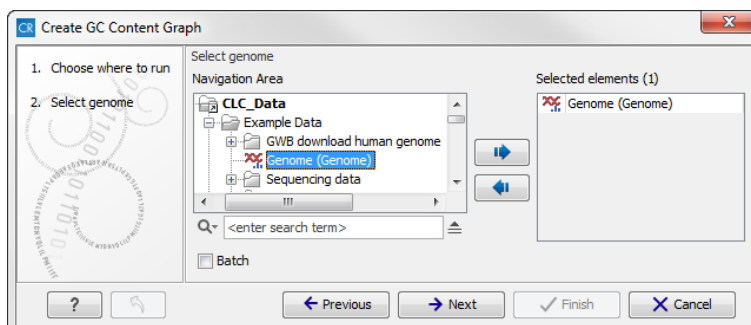 CR Create GC Content Graph
X
1. Choose where to run
2. Select genome
Select genome
Navigation Area
CLC_Data
Example Data
GWB download human genome
Genome (Genome)
Sequencing data
<enter search term>
Batch
Selected elements (1)
Genome (Genome)
?
Previous
Next
Finish
Cancel